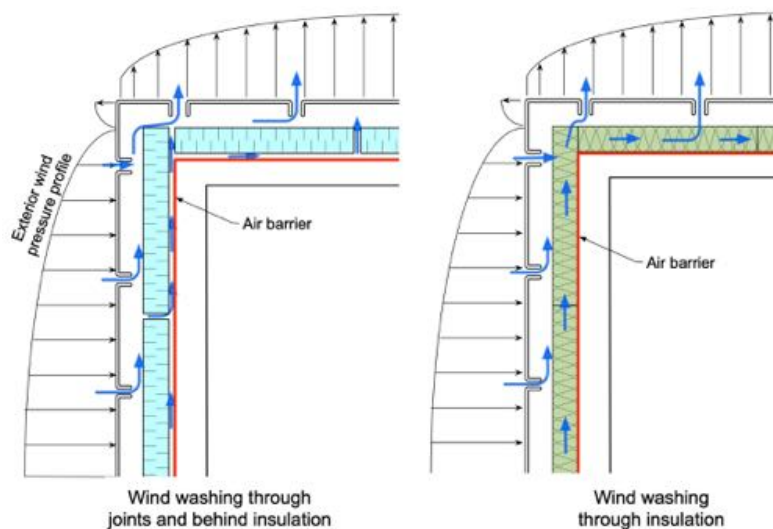 Exterior wind
pressure profile
Air barrier
Air barrier
Wind washing through
joints and behind insulation
Wind washing
through insulation